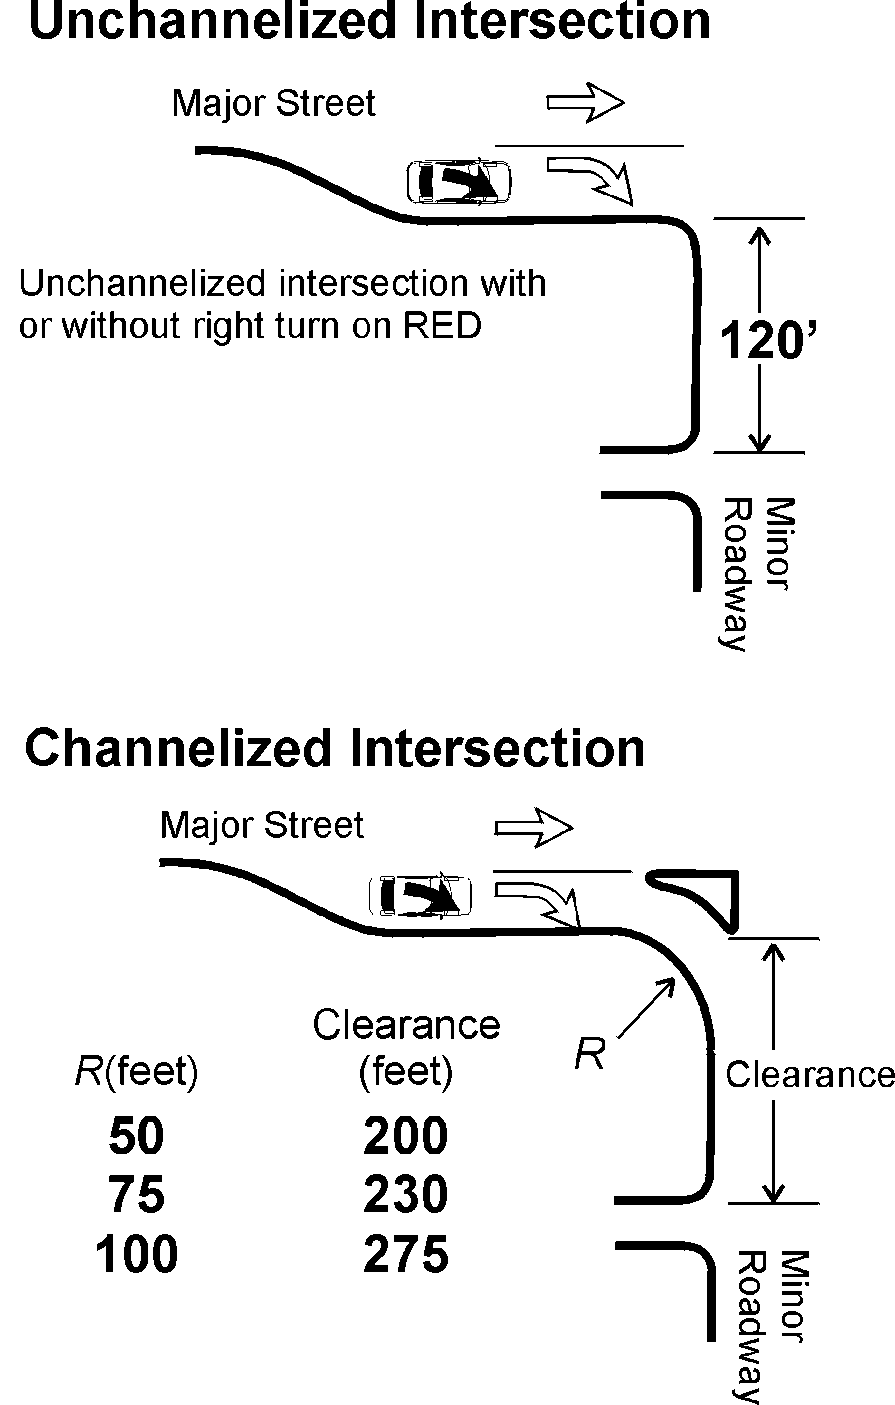 Unchannelized Intersection
Major Street
Unchannelized intersection with
or without right turn on RED
120’
Minor
Roadway
Channelized Intersection
Major Street
R
Clearance
R(feet) Clearance (feet)
50 200
75 230
100 275
Minor
Roadway